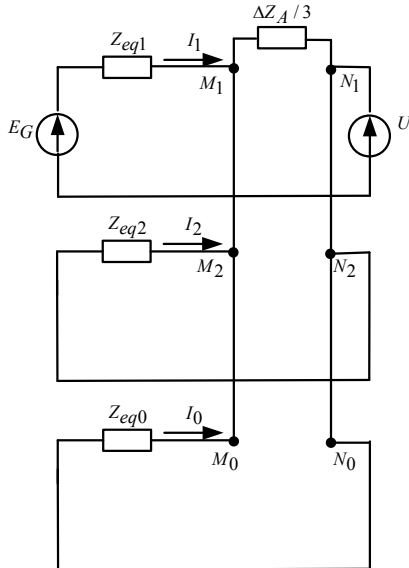 ΔZ_A / 3
Z_eq1
I_1
M_1
N_1
E_G
U
Z_eq2
I_2
M_2
N_2
Z_eq0
I_0
M_0
N_0